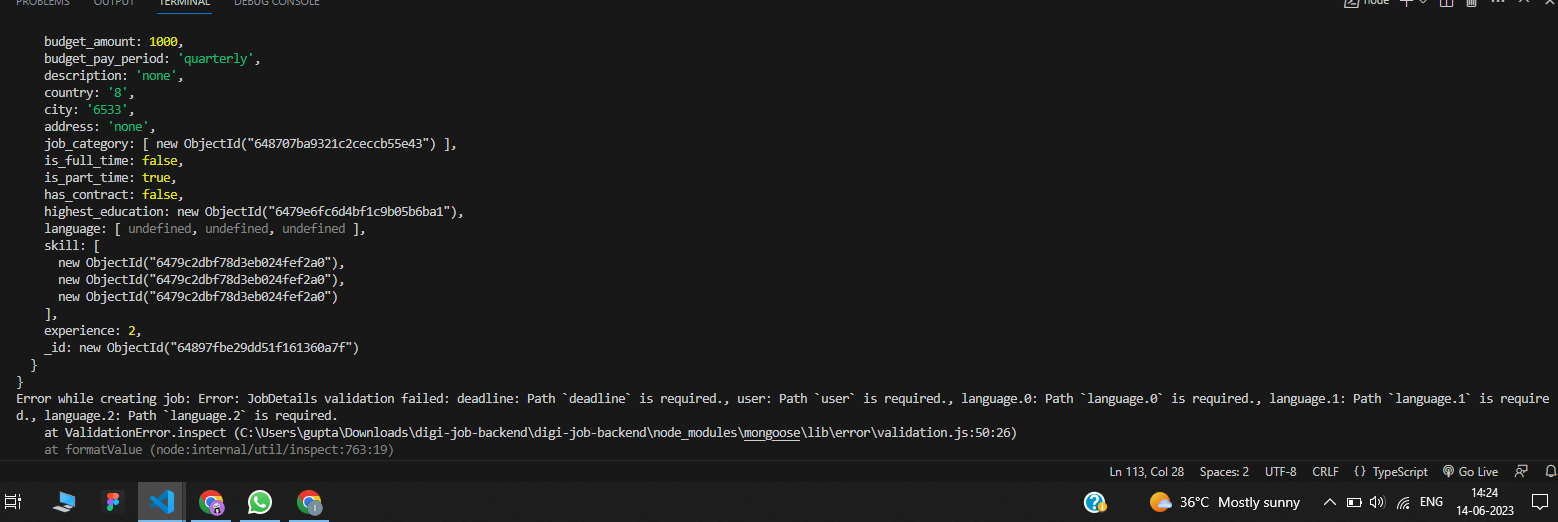 PROBLEMS OUTPUT TERMINAL DEBUG CONSOLE node
budget_amount: 1000,
budget_pay_period: 'quarterly',
description: 'none',
country: '8',
city: '6533',
address: 'none',
job_category: [ new ObjectId("648707ba9321c2ceccb55e43") ],
is_full_time: false,
is_part_time: true,
has_contract: false,
highest_education: new ObjectId("6479e6fc6d4bf1c9b05b6ba1"),
language: [ undefined, undefined, undefined ],
skill: [
new ObjectId("6479c2dbf78d3eb024fef2a0"),
new ObjectId("6479c2dbf78d3eb024fef2a0"),
new ObjectId("6479c2dbf78d3eb024fef2a0")
],
experience: 2,
_id: new ObjectId("64897fbe29dd51f161360a7f")
}
}
Error while creating job: Error: JobDetails validation failed: deadline: Path `deadline` is required., user: Path `user` is required., language.0: Path `language.0` is required., language.1: Path `language.1` is require
d., language.2: Path `language.2` is required.
at ValidationError.inspect (C:\Users\gupta\Downloads\digi-job-backend\digi-job-backend\node_modules\mongoose\lib\error\validation.js:50:26)
at formatValue (node:internal/util/inspect:763:19)
Ln 113, Col 28 Spaces: 2 UTF-8 CRLF {} TypeScript Go Live
36°C Mostly sunny ENG 14:24
14-06-2023